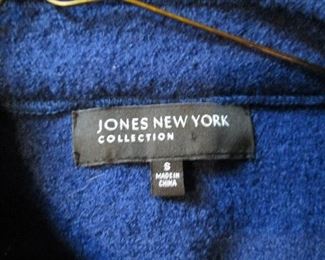 JONES NEW YORK
COLLECTION
S
MADE IN
CHINA